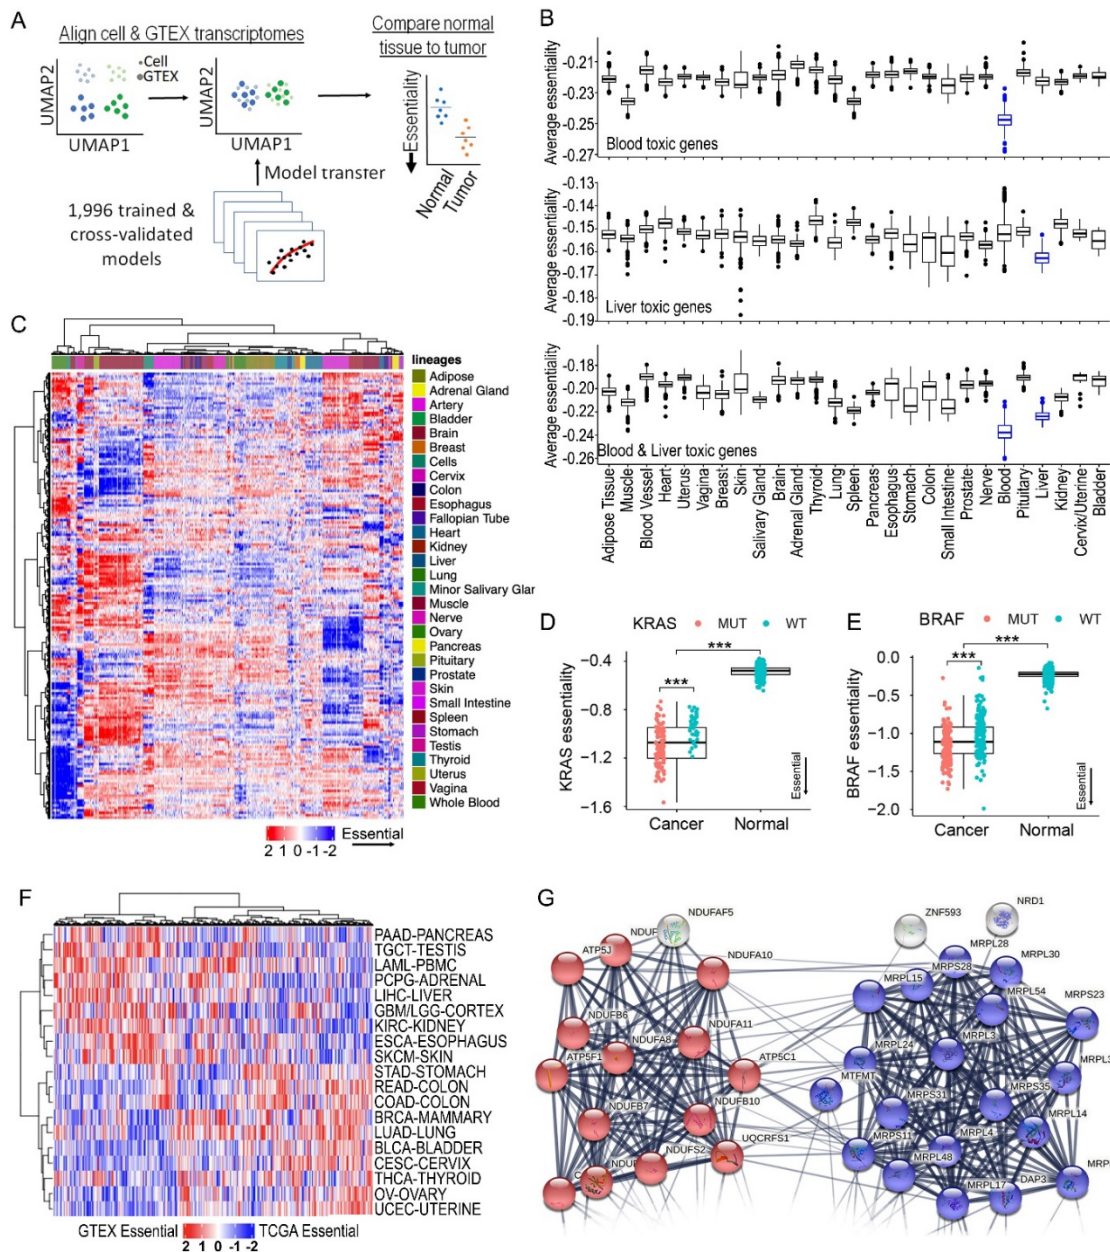 A
Align cell & GTEX transcriptomes
Cell
GTEX
UMAP2
UMAP1
UMAP2
UMAP1
Model transfer
1,996 trained &
cross-validated
models
Compare normal
tissue to tumor
Essentiality
Normal
Tumor
B
Average essentiality
-0.21
-0.23
-0.25
-0.27
Blood toxic genes
Average essentiality
-0.13
-0.15
-0.16
-0.18
-0.19
Liver toxic genes
Average essentiality
-0.20
-0.22
-0.24
-0.26
Blood & Liver toxic genes
Adipose Tissue
Muscle
Blood Vessel
Heart
Uterus
Vagina
Breast
Skin
Salivary Gland
Brain
Adrenal Gland
Thyroid
Lung
Spleen
Pancreas
Esophagus
Stomach
Colon
Small Intestine
Prostate
Nerve
Blood
Pituitary
Liver
Kidney
Cervix/Uterine
Bladder
C
lineages
Adipose
Adrenal Gland
Artery
Bladder
Brain
Breast
Cells
Cervix
Colon
Esophagus
Fallopian Tube
Heart
Kidney
Liver
Lung
Minor Salivary Glar
Muscle
Nerve
Ovary
Pancreas
Pituitary
Prostate
Skin
Small Intestine
Spleen
Stomach
Testis
Thyroid
Uterus
Vagina
Whole Blood
Essential
2 1 0 -1 -2
D
KRAS MUT WT
***
***
KRAS essentiality
-0.4
-0.8
-1.2
-1.6
Essential
Cancer Normal
E
BRAF MUT WT
***
***
BRAF essentiality
0.0
-0.5
-1.0
-1.5
-2.0
Essential
Cancer Normal
F
PAAD-PANCREAS
TGCT-TESTIS
LAML-PBMC
PCPG-ADRENAL
LIHC-LIVER
GBM/LGG-CORTEX
KIRC-KIDNEY
ESCA-ESOPHAGUS
SKCM-SKIN
STAD-STOMACH
READ-COLON
COAD-COLON
BRCA-MAMMARY
LUAD-LUNG
BLCA-BLADDER
CESC-CERVIX
THCA-THYROID
OV-OVARY
UCEC-UTERINE
GTEX Essential TCGA Essential
2 1 0 -1 -2
G
NDUFAF5
ZNF593
NRD1
ATP5J
NDUFA10
MRPL28
MRPL30
MRPL15
MRPS28
MRPL54
MRPS23
NDUFB6
NDUFA8
NDUFA11
ATP5F1
ATP5C1
MRPL24
MRPL3
MTFMT
MRPS31
MRPS35
MRPL14
NDUFB7
NDUFB10
UQCRFS1
NDUFS2
MRPS11
MRPL4
MRPL48
MRPL17
DAP3